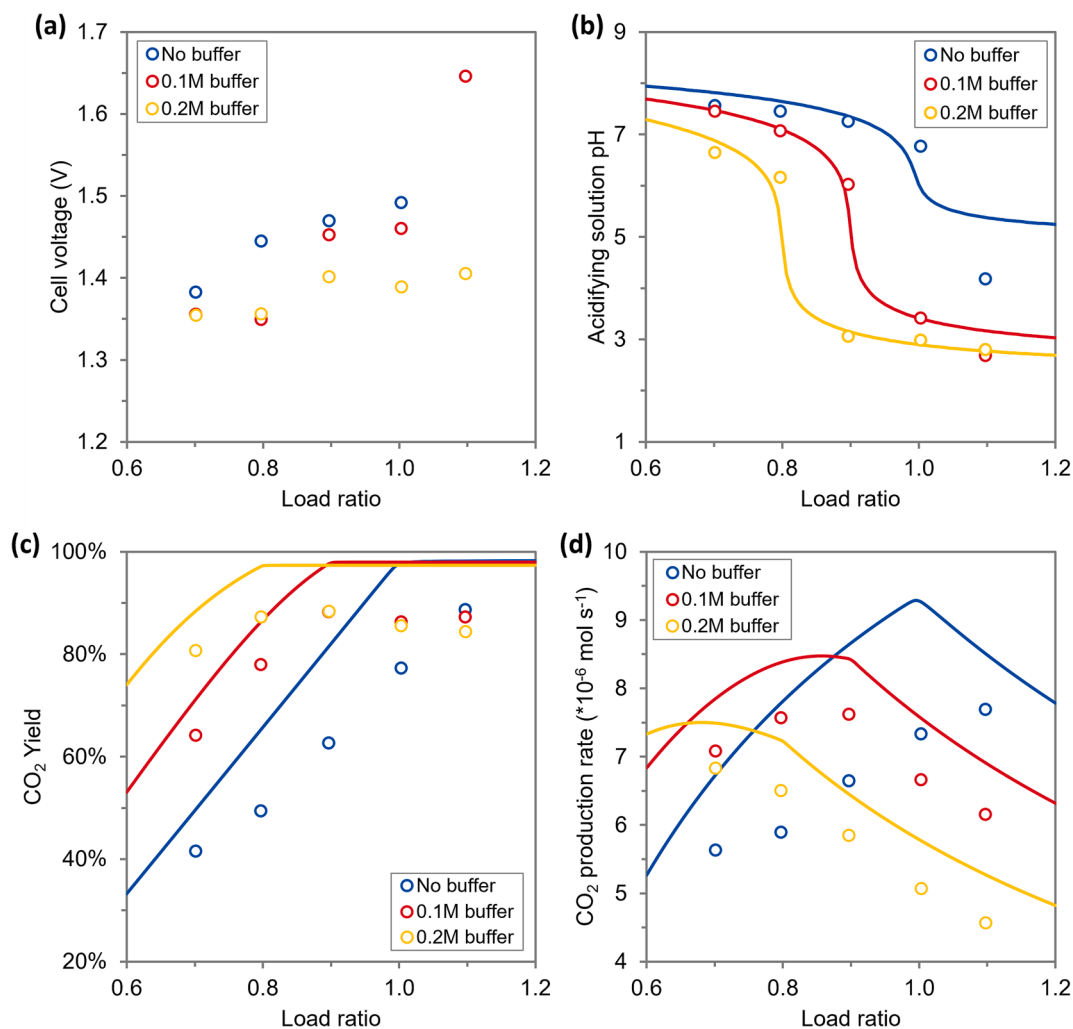 (a)
1.7
1.6
1.5
1.4
1.3
1.2
Cell voltage (V)
No buffer
0.1M buffer
0.2M buffer
0.6 0.8 1.0 1.2
Load ratio
(b)
9
7
5
3
1
Acidifying solution pH
No buffer
0.1M buffer
0.2M buffer
0.6 0.8 1.0 1.2
Load ratio
(c)
100%
80%
60%
40%
20%
CO2 Yield
No buffer
0.1M buffer
0.2M buffer
0.6 0.8 1.0 1.2
Load ratio
(d)
10
9
8
7
6
5
4
CO2 production rate (*10-6 mol s-1)
No buffer
0.1M buffer
0.2M buffer
0.6 0.8 1.0 1.2
Load ratio